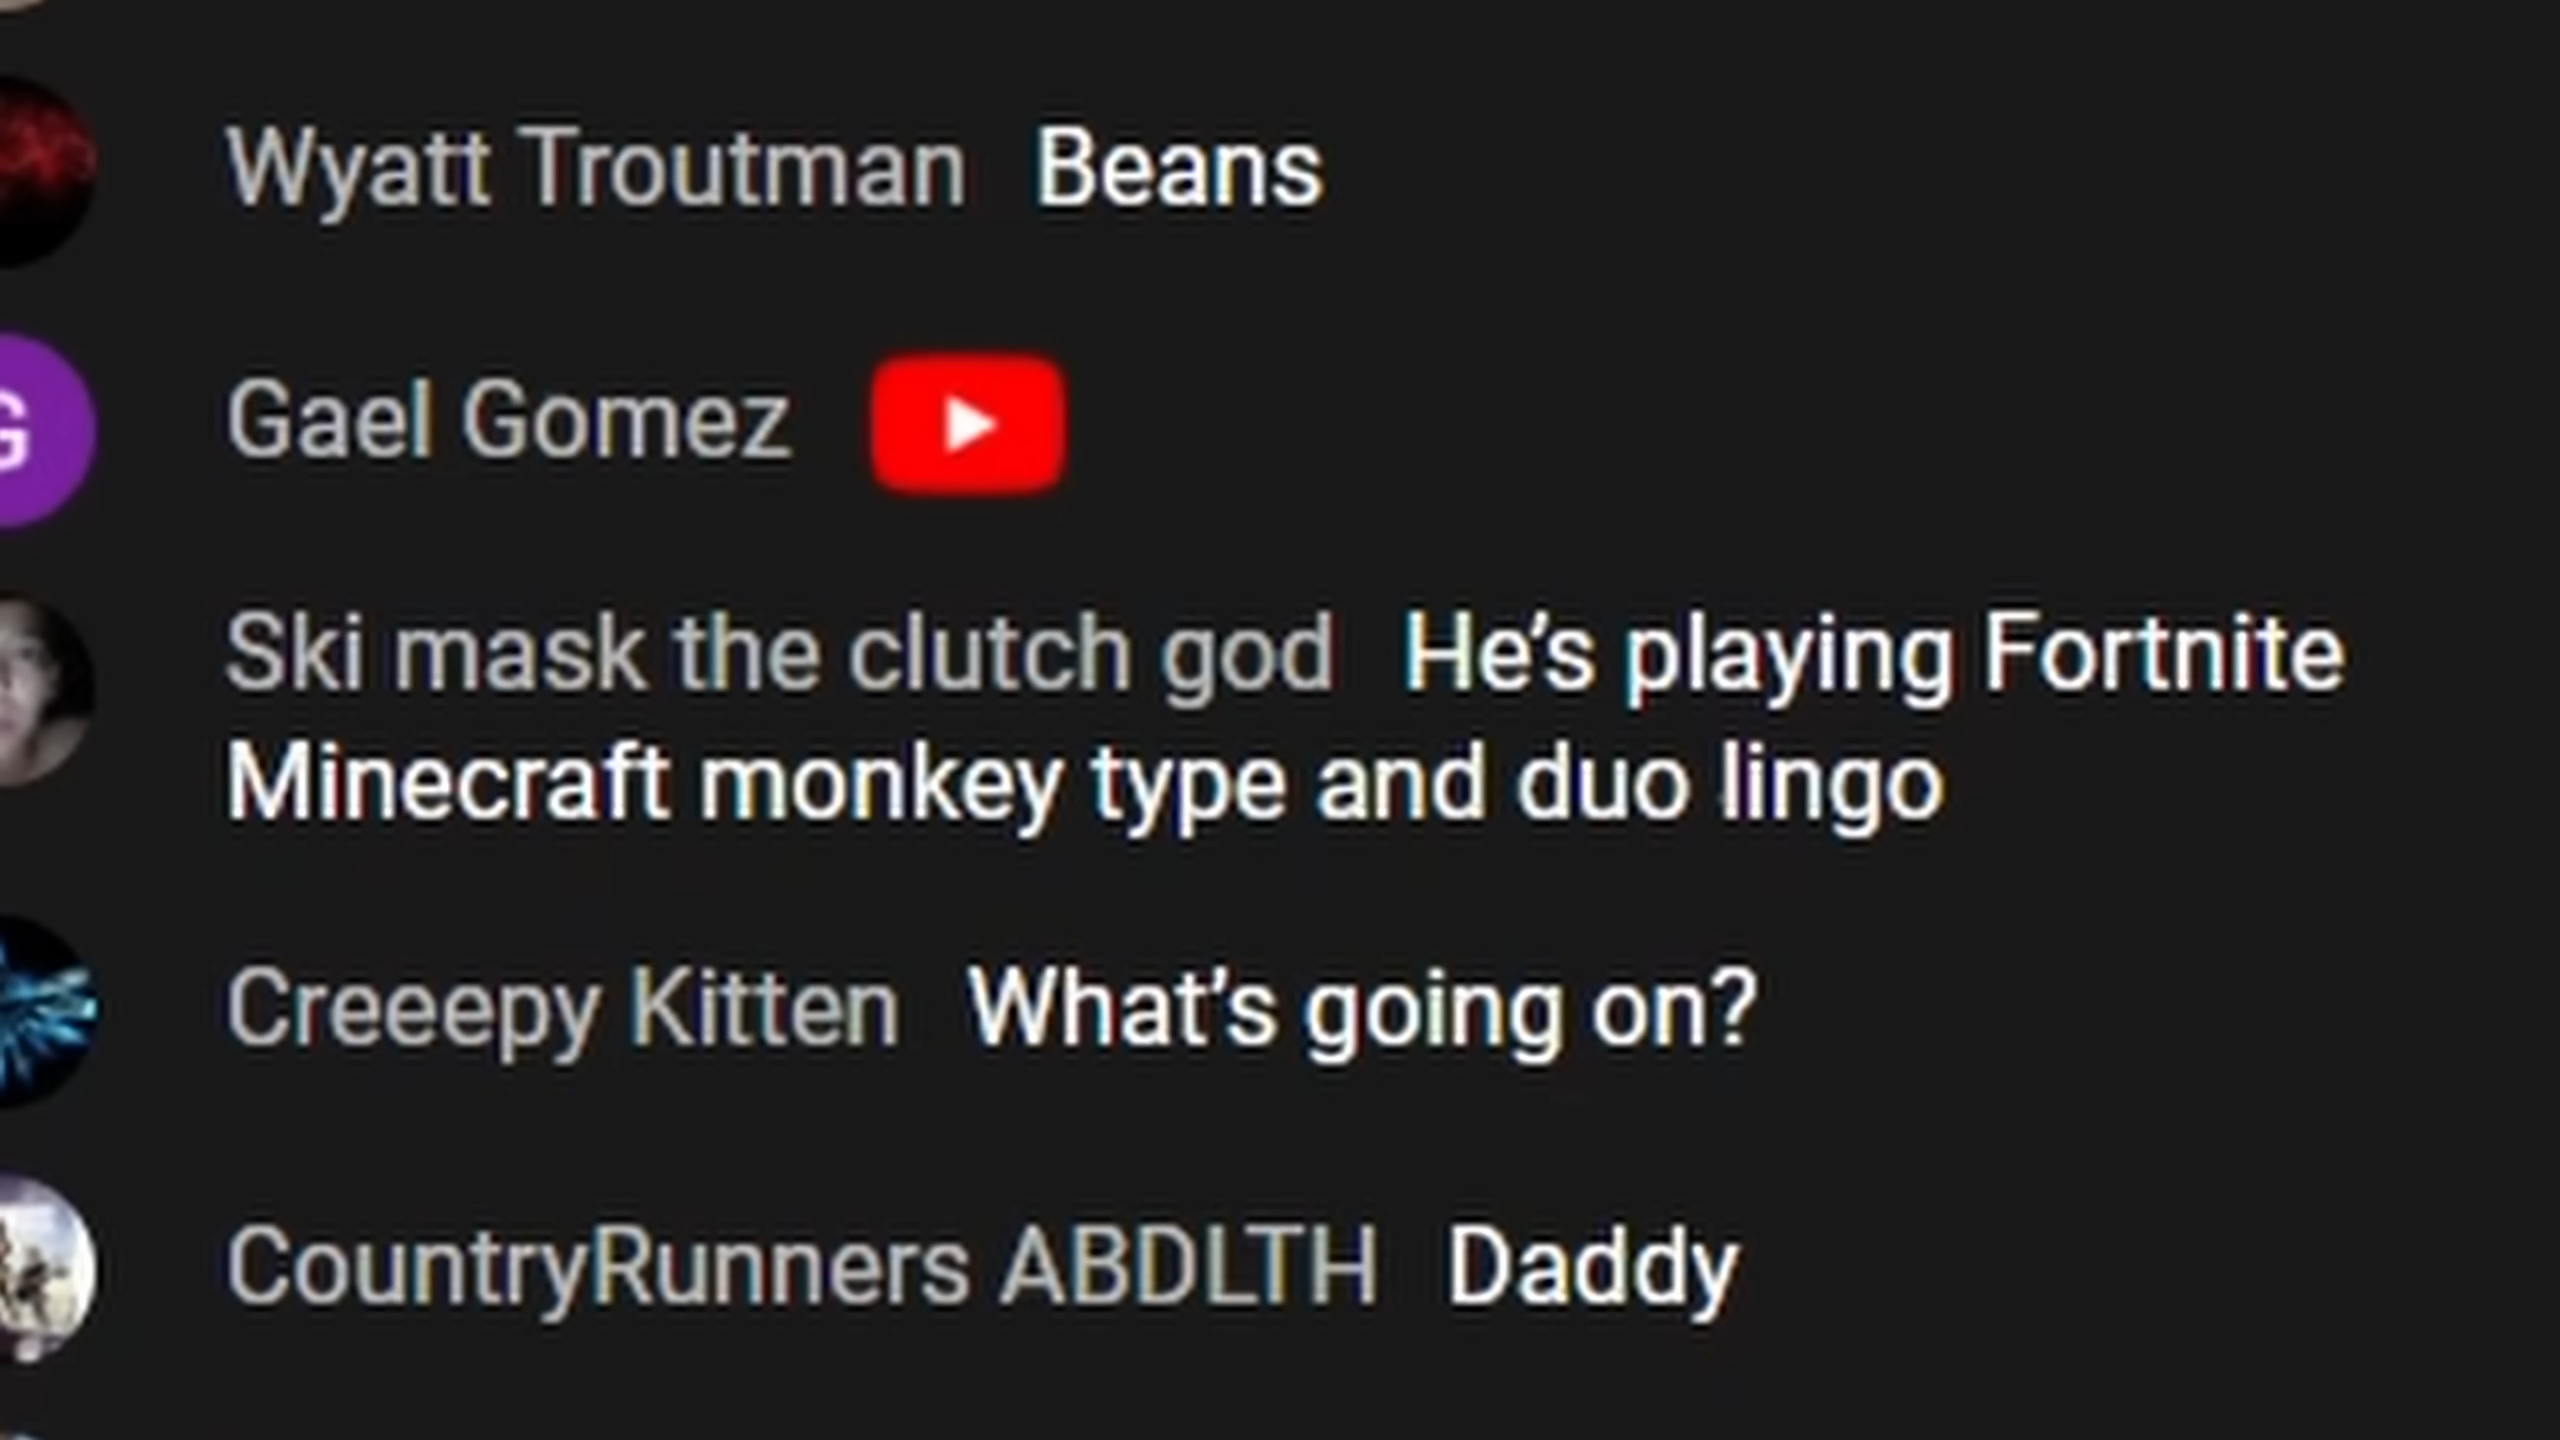 Wyatt Troutman Beans
G
Gael Gomez
Ski mask the clutch god He’s playing Fortnite
Minecraft monkey type and duo lingo
Creeepy Kitten What’s going on?
CountryRunners ABDLTH Daddy